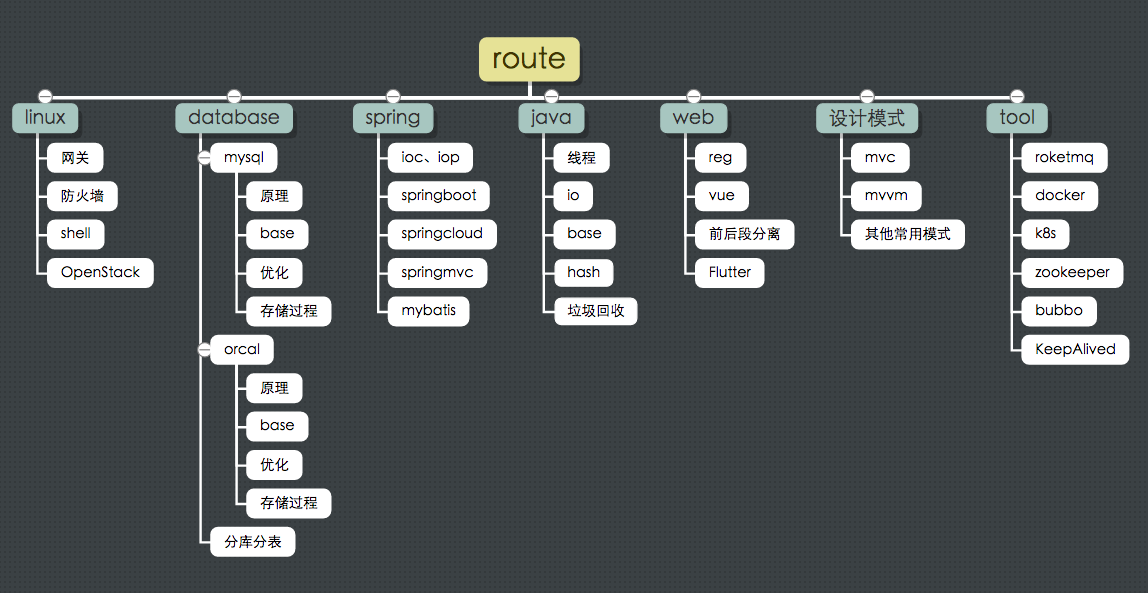 route
linux
网关
防火墙
shell
OpenStack
database
mysql
原理
base
优化
存储过程
orcal
原理
base
优化
存储过程
分库分表
spring
ioc、iop
springboot
springcloud
springmvc
mybatis
java
线程
io
base
hash
垃圾回收
web
reg
vue
前后段分离
Flutter
设计模式
mvc
mvvm
其他常用模式
tool
roketmq
docker
k8s
zookeeper
bubbo
KeepAlived